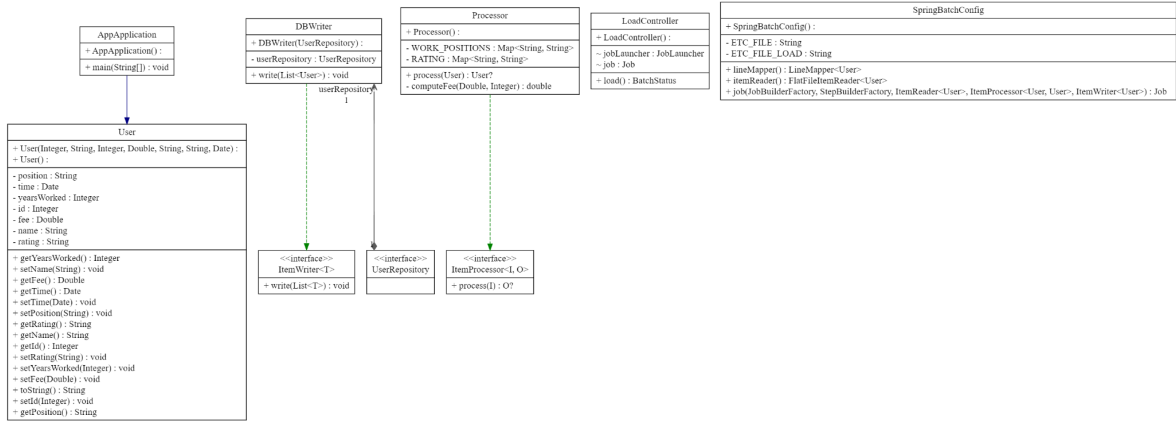 AppApplication
+ AppApplication() :
+ main(String[]) : void
User
+ User(Integer, String, Integer, Double, String, String, Date) :
+ User() :
- position : String
- time : Date
- yearsWorked : Integer
- id : Integer
- fee : Double
- name : String
- rating : String
+ getYearsWorked() : Integer
+ setName(String) : void
+ getFee() : Double
+ getTime() : Date
+ setTime(Date) : void
+ setPosition(String) : void
+ getRating() : String
+ getName() : String
+ getId() : Integer
+ setRating(String) : void
+ setYearsWorked(Integer) : void
+ setFee(Double) : void
+ toString() : String
+ setId(Integer) : void
+ getPosition() : String
DBWriter
+ DBWriter(UserRepository) :
- userRepository : UserRepository
+ write(List<User>) : void
userRepository
1
<<interface>>
ItemWriter<T>
+ write(List<T>) : void
<<interface>>
UserRepository
Processor
+ Processor() :
- WORK_POSITIONS : Map<String, String>
- RATING : Map<String, String>
+ process(User) : User?
- computeFee(Double, Integer) : double
<<interface>>
ItemProcessor<I, O>
+ process(I) : O?
LoadController
+ LoadController() :
~ jobLauncher : JobLauncher
~ job : Job
+ load() : BatchStatus
SpringBatchConfig
+ SpringBatchConfig() :
- ETC_FILE : String
- ETC_FILE_LOAD : String
+ lineMapper() : LineMapper<User>
+ itemReader() : FlatFileItemReader<User>
+ job(JobBuilderFactory, StepBuilderFactory, ItemReader<User>, ItemProcessor<User, User>, ItemWriter<User>) : Job